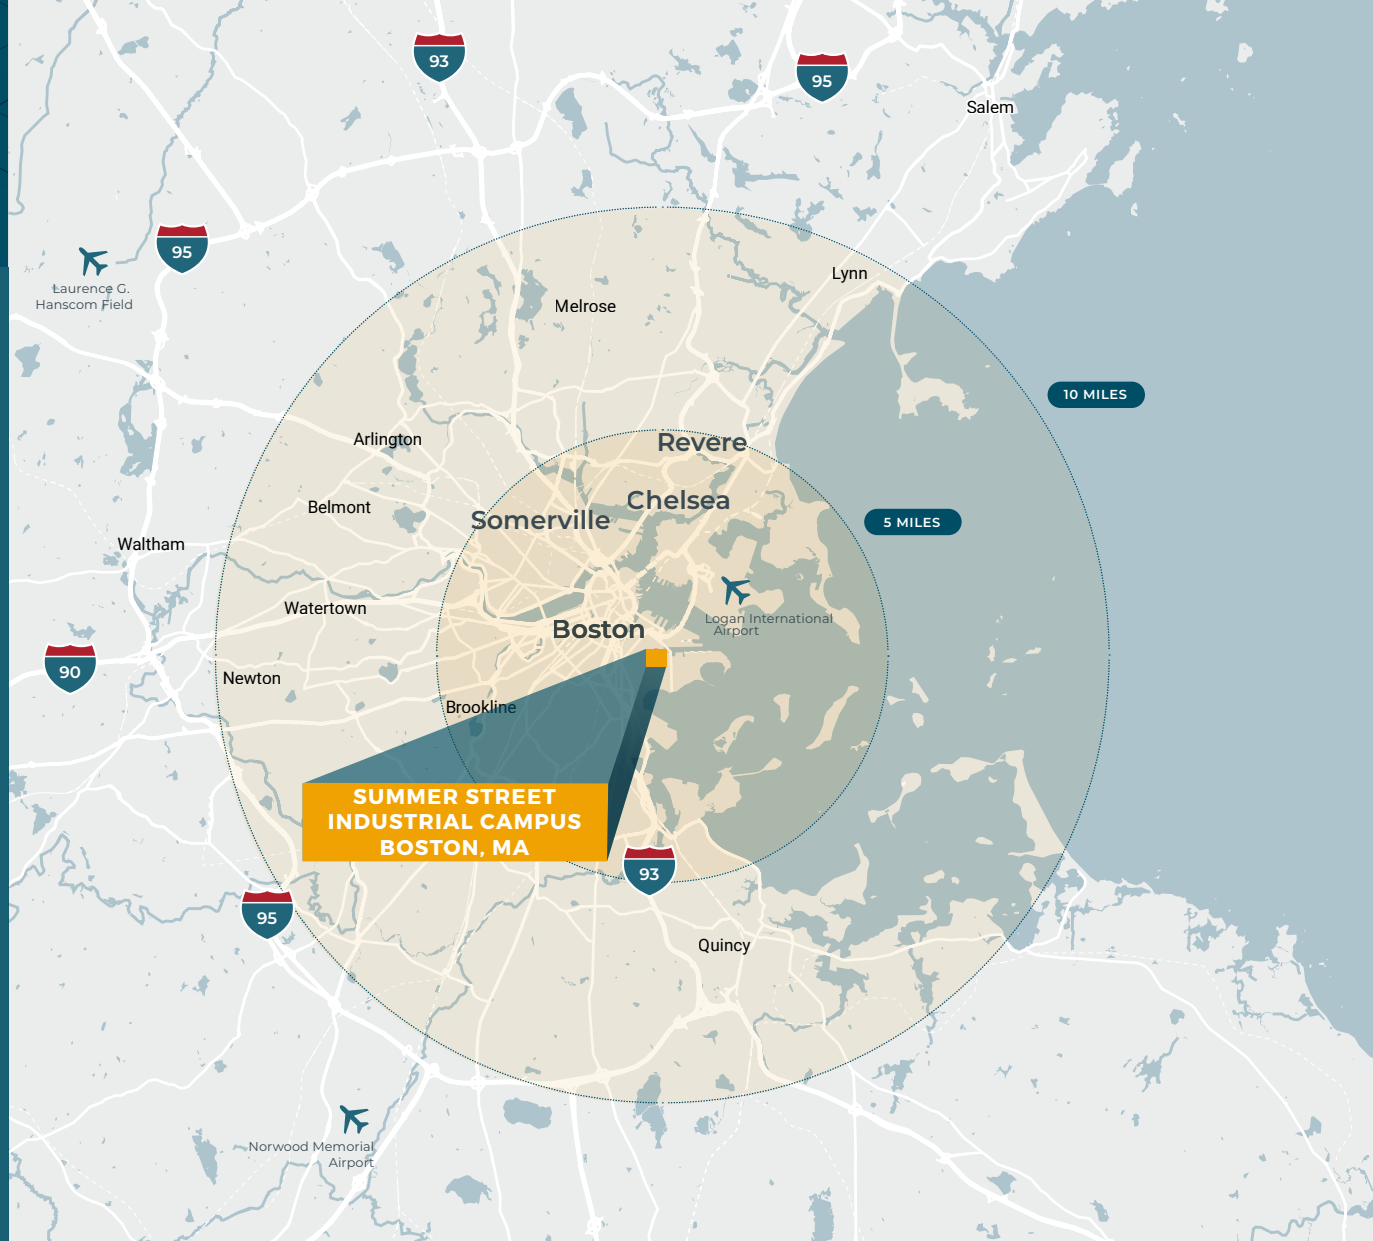 93
95
Salem
95
Laurence G.
Hanscom Field
Lynn
Melrose
10 MILES
Arlington
Revere
Chelsea
Belmont
Somerville
5 MILES
Waltham
Watertown
Logan International
Airport
Boston
90
Newton
Brookline
SUMMER STREET
INDUSTRIAL CAMPUS
BOSTON, MA
93
95
Quincy
Norwood Memorial
Airport